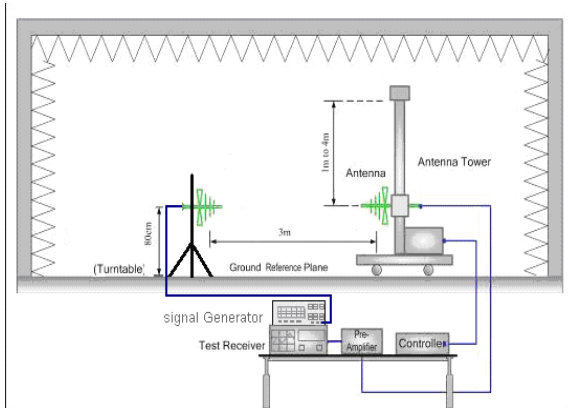 1m to 4m
Antenna Tower
Antenna
3m
80cm
(Turntable
Ground Reference Plane
signal Generator
Test Receiver
Pre-
Amplifier
Controller